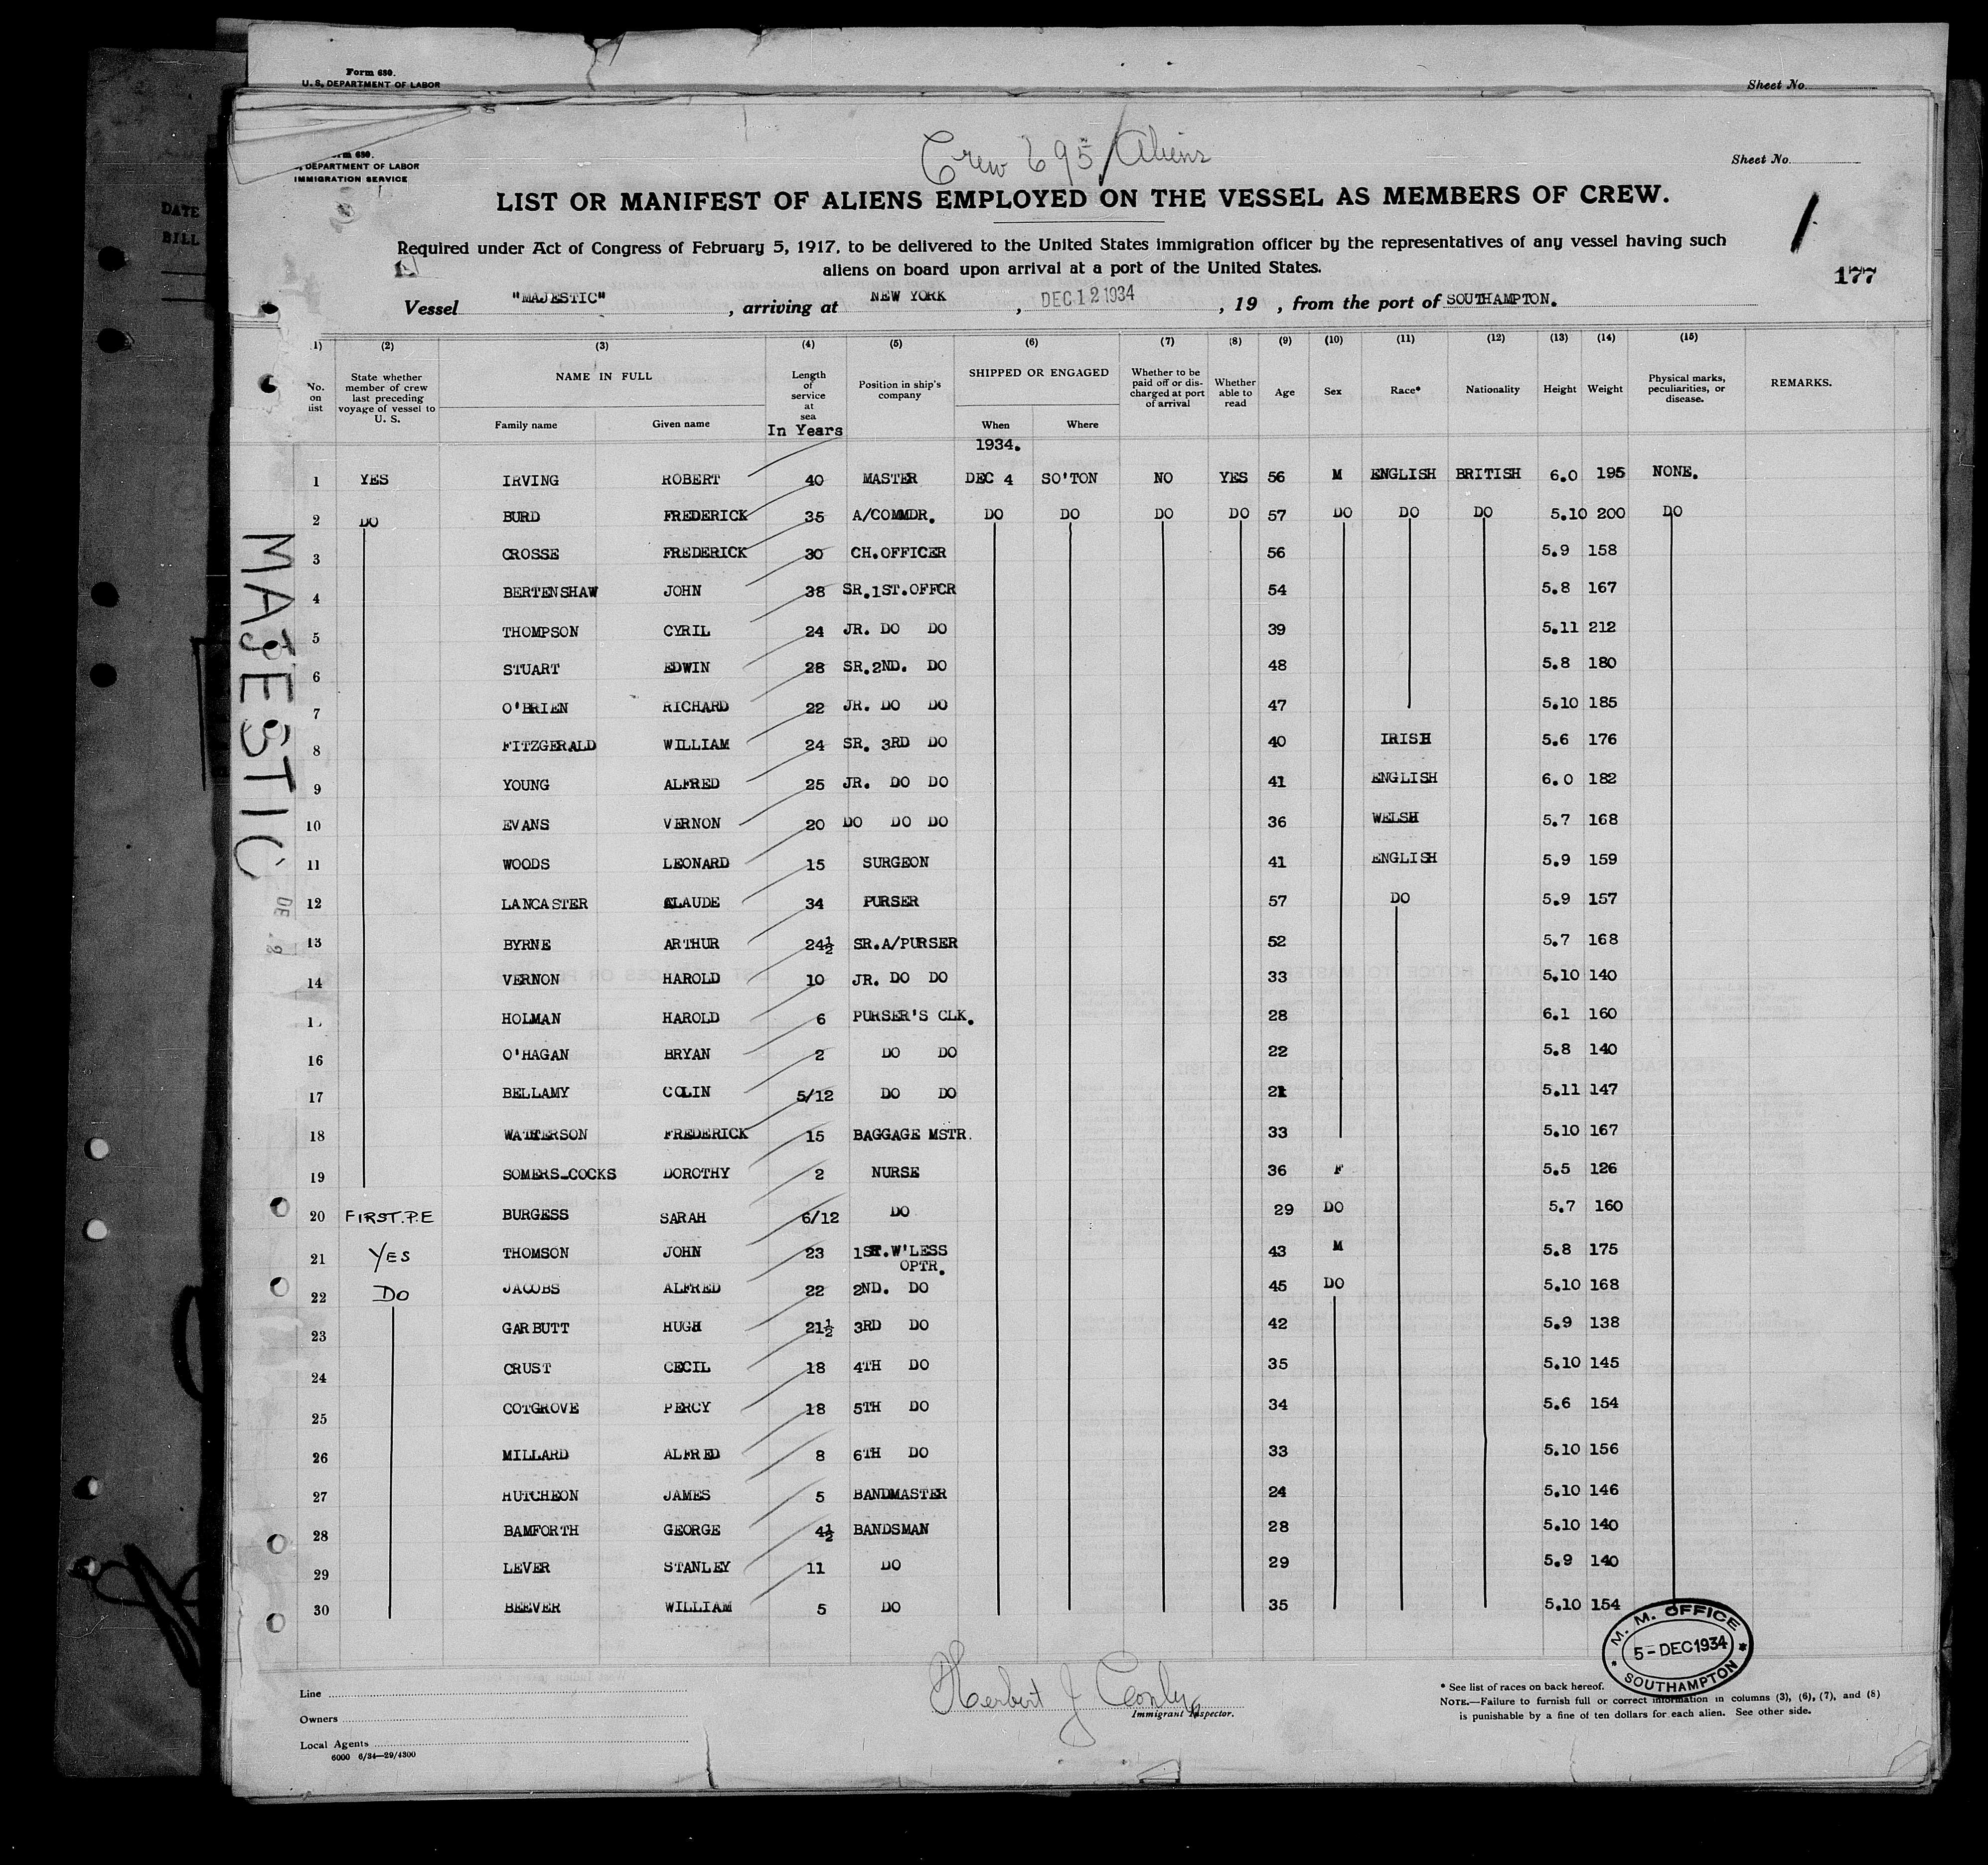 Form 680.
U. S. DEPARTMENT OF LABOR
Sheet No.
DEPARTMENT OF LABOR
IMMIGRATION SERVICE
Sheet No.
DATE
BILL
Crew 695/Aliens
LIST OR MANIFEST OF ALIENS EMPLOYED ON THE VESSEL AS MEMBERS OF CREW.
Required under Act of Congress of February 5, 1917, to be delivered to the United States immigration officer by the representatives of any vessel having such
aliens on board upon arrival at a port of the United States.
177
Vessel "MAJESTIC", arriving at NEW YORK, DEC 12 1934, 19 , from the port of SOUTHAMPTON.
(1) (2) (3) (4) (5) (6) (7) (8) (9) (10) (11) (12) (13) (14) (15)
No. on list
State whether member of crew last preceding voyage of vessel to U. S.
NAME IN FULL
Family name
Given name
Length of service at sea
In Years
Position in ship's company
SHIPPED OR ENGAGED
When
Where
1934.
Whether to be paid off or discharged at port of arrival
Whether able to read
Age
Sex
Race*
Nationality
Height
Weight
Physical marks, peculiarities, or disease.
REMARKS.
1 YES IRVING ROBERT 40 MASTER DEC 4 SO'TON NO YES 56 M ENGLISH BRITISH 6.0 195 NONE.
2 DO BURD FREDERICK 35 A/COMMDR. DO DO DO DO 57 DO DO DO 5.10 200 DO
3 CROSSE FREDERICK 30 CH.OFFICER 56 5.9 158
4 BERTENSHAW JOHN 38 SR.1ST.OFFCR 54 5.8 167
5 THOMPSON CYRIL 24 JR. DO DO 39 5.11 212
6 STUART EDWIN 28 SR.2ND. DO 48 5.8 180
7 O'BRIEN RICHARD 22 JR. DO DO 47 5.10 185
8 FITZGERALD WILLIAM 24 SR. 3RD DO 40 IRISH 5.6 176
9 YOUNG ALFRED 25 JR. DO DO 41 ENGLISH 6.0 182
10 EVANS VERNON 20 DO DO DO 36 WELSH 5.7 168
11 WOODS LEONARD 15 SURGEON 41 ENGLISH 5.9 159
12 LANCASTER CLAUDE 34 PURSER 57 DO 5.9 157
13 BYRNE ARTHUR 24½ SR.A/PURSER 52 5.7 168
14 VERNON HAROLD 10 JR. DO DO 33 5.10 140
HOLMAN HAROLD 6 PURSER'S CLK. 28 6.1 160
16 O'HAGAN BRYAN 2 DO DO 22 5.8 140
17 BELLAMY COLIN 5/12 DO DO 21 5.11 147
18 FREDERICK 15 BAGGAGE MSTR. 33 5.10 167
19 SOMERS-COCKS DOROTHY 2 NURSE 36 F 5.5 126
20 FIRST.P.E BURGESS SARAH 6/12 DO 29 DO 5.7 160
21 YES THOMSON JOHN 23 1ST.W'LESS OPTR. 43 M 5.8 175
22 DO JACOBS ALFRED 22 2ND. DO 45 DO 5.10 168
23 GARBUTT HUGH 21½ 3RD DO 42 5.9 138
24 CRUST CECIL 18 4TH DO 35 5.10 145
25 COTGROVE PERCY 18 5TH DO 34 5.6 154
26 MILLARD ALFRED 8 6TH DO 33 5.10 156
27 HUTCHEON JAMES 5 BANDMASTER 24 5.10 146
28 BAMFORTH GEORGE 4½ BANDSMAN 28 5.10 140
29 LEVER STANLEY 11 DO 29 5.9 140
30 BEEVER WILLIAM 5 DO 35 5.10 154
MAJESTIC
M. M. OFFICE
5-DEC 1934
SOUTHAMPTON
Line
Owners
Local Agents
6000 6/34—29/4300
Herbert J
Immigrant Inspector.
* See list of races on back hereof.
NOTE.—Failure to furnish full or correct information in columns (3), (6), (7), and (8)
is punishable by a fine of ten dollars for each alien. See other side.